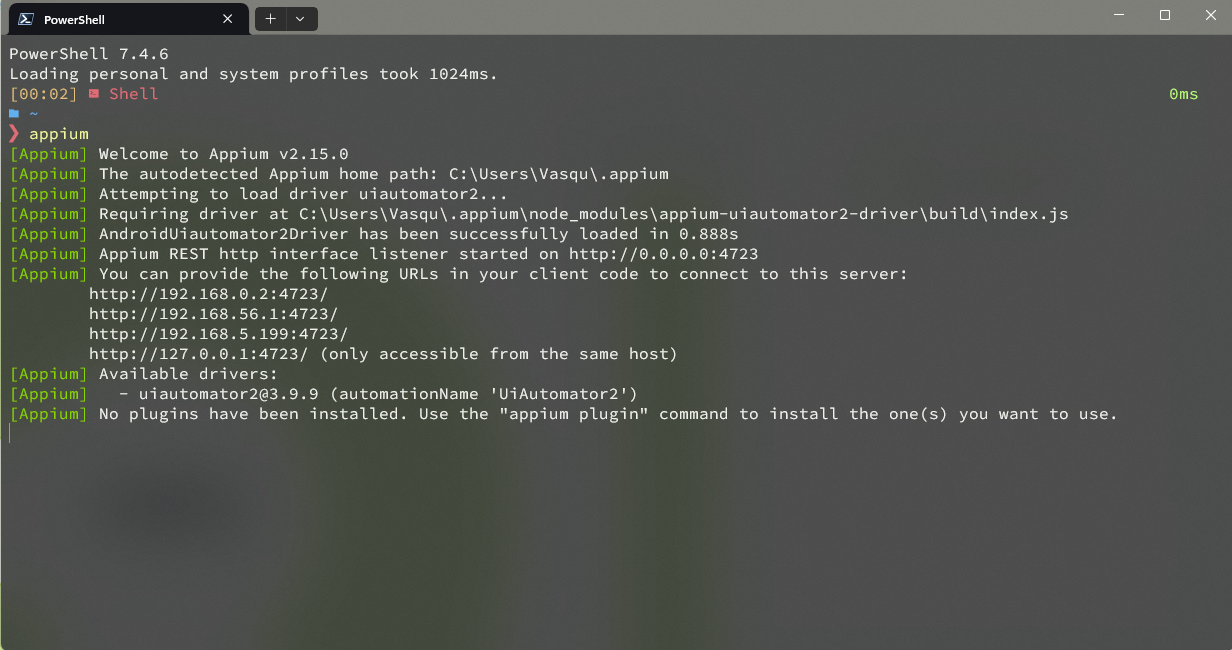 PowerShell
PowerShell 7.4.6
Loading personal and system profiles took 1024ms.
[00:02] Shell 0ms
~
❯ appium
[Appium] Welcome to Appium v2.15.0
[Appium] The autodetected Appium home path: C:\Users\Vasqu\.appium
[Appium] Attempting to load driver uiautomator2...
[Appium] Requiring driver at C:\Users\Vasqu\.appium\node_modules\appium-uiautomator2-driver\build\index.js
[Appium] AndroidUiautomator2Driver has been successfully loaded in 0.888s
[Appium] Appium REST http interface listener started on http://0.0.0.0:4723
[Appium] You can provide the following URLs in your client code to connect to this server:
http://192.168.0.2:4723/
http://192.168.56.1:4723/
http://192.168.5.199:4723/
http://127.0.0.1:4723/ (only accessible from the same host)
[Appium] Available drivers:
[Appium]   - uiautomator2@3.9.9 (automationName 'UiAutomator2')
[Appium] No plugins have been installed. Use the "appium plugin" command to install the one(s) you want to use.